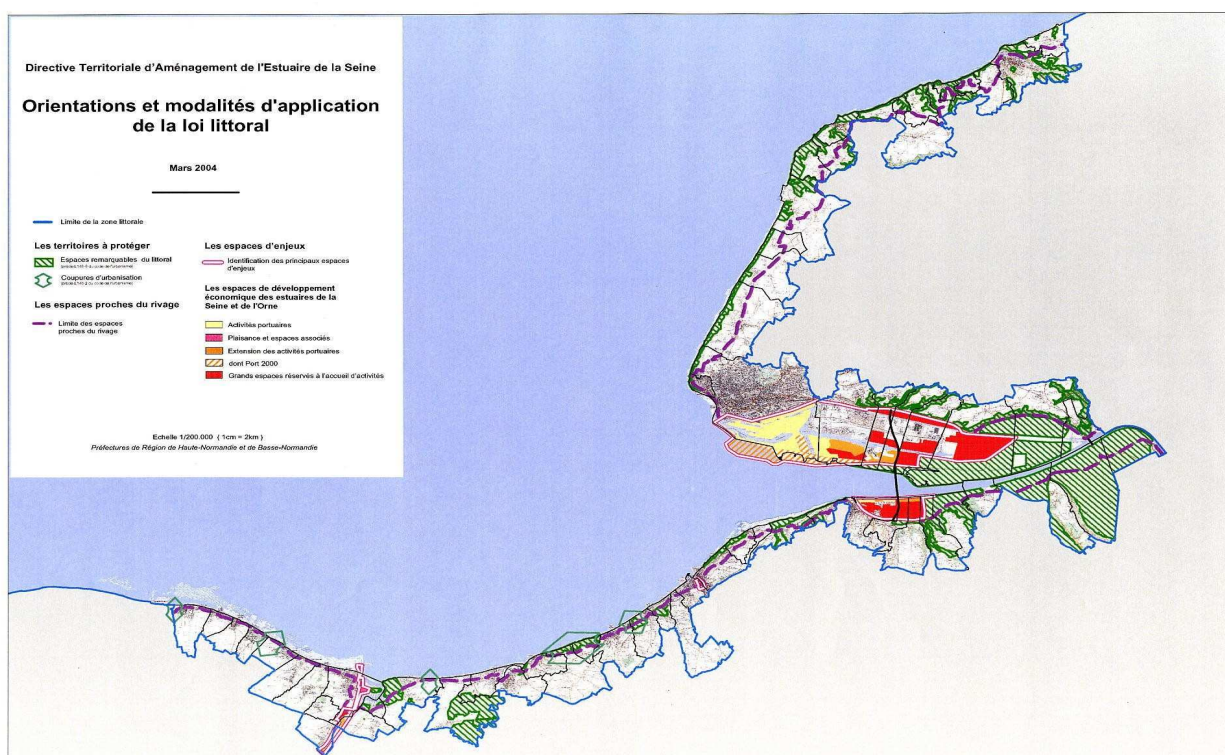 Directive Territoriale d'Aménagement de l'Estuaire de la Seine
Orientations et modalités d'application
de la loi littoral
Mars 2004
Limite de la zone littorale
Les territoires à protéger
Espaces remarquables du littoral
Coupures d'urbanisation
Les espaces proches du rivage
Limite des espaces
proches du rivage
Les espaces d'enjeux
Identification des principaux espaces
d'enjeux
Les espaces de développement
économique des estuaires de la
Seine et de l'Orne
Activités portuaires
Plaisance et espaces associés
Extension des activités portuaires
dont Port 2000
Grands espaces réservés à l'accueil d'activités
Echelle 1/200.000 ( 1cm = 2km )
Préfectures de Région de Haute-Normandie et de Basse-Normandie